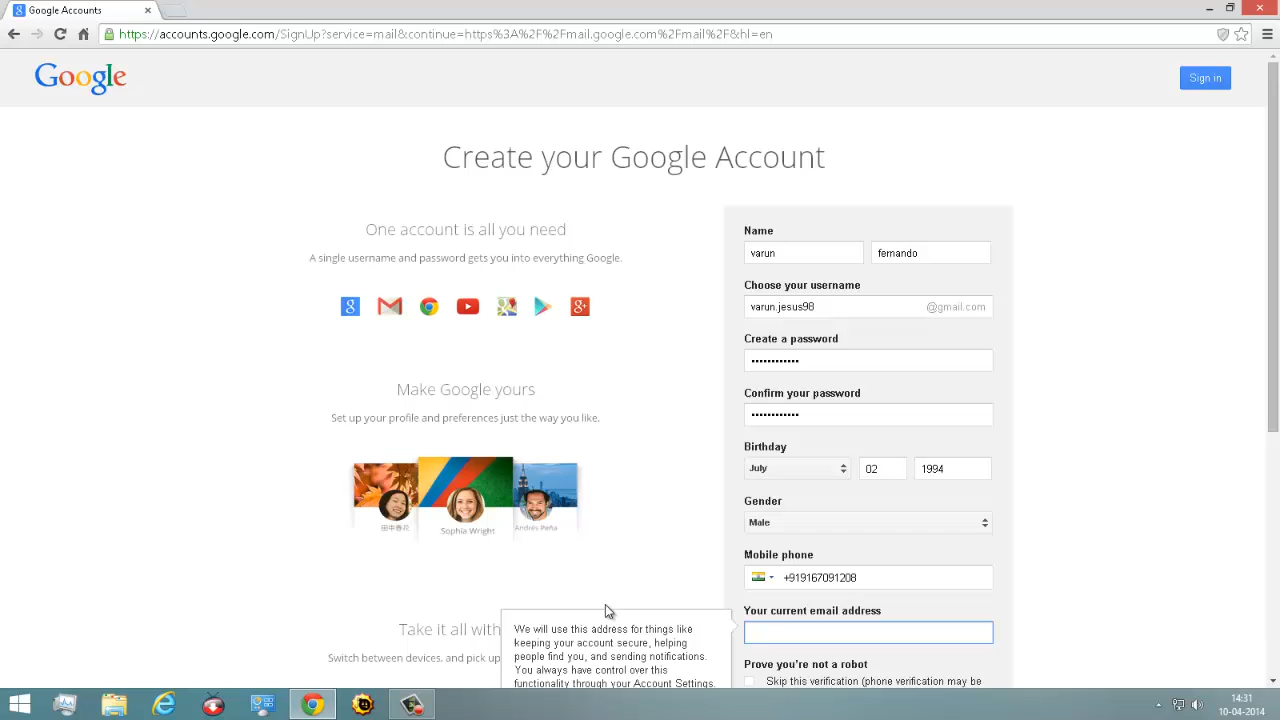 Google Accounts
https://accounts.google.com/SignUp?service=mail&continue=https%3A%2F%2Fmail.google.com%2Fmail%2F&hl=en
Google
Sign in
Create your Google Account
One account is all you need
A single username and password gets you into everything Google.
Make Google yours
Set up your profile and preferences just the way you like.
田中春花
Sophia Wright
Andrés Peña
Take it all with
Switch between devices, and pick up
We will use this address for things like
keeping your account secure, helping
people find you, and sending notifications.
You always have control over this
functionality through your Account Settings.
Name
varun fernando
Choose your username
varun.jesus98 @gmail.com
Create a password
Confirm your password
Birthday
July 02 1994
Gender
Male
Mobile phone
+919167091208
Your current email address
Prove you're not a robot
Skip this verification (phone verification may be
14:31
10-04-2014